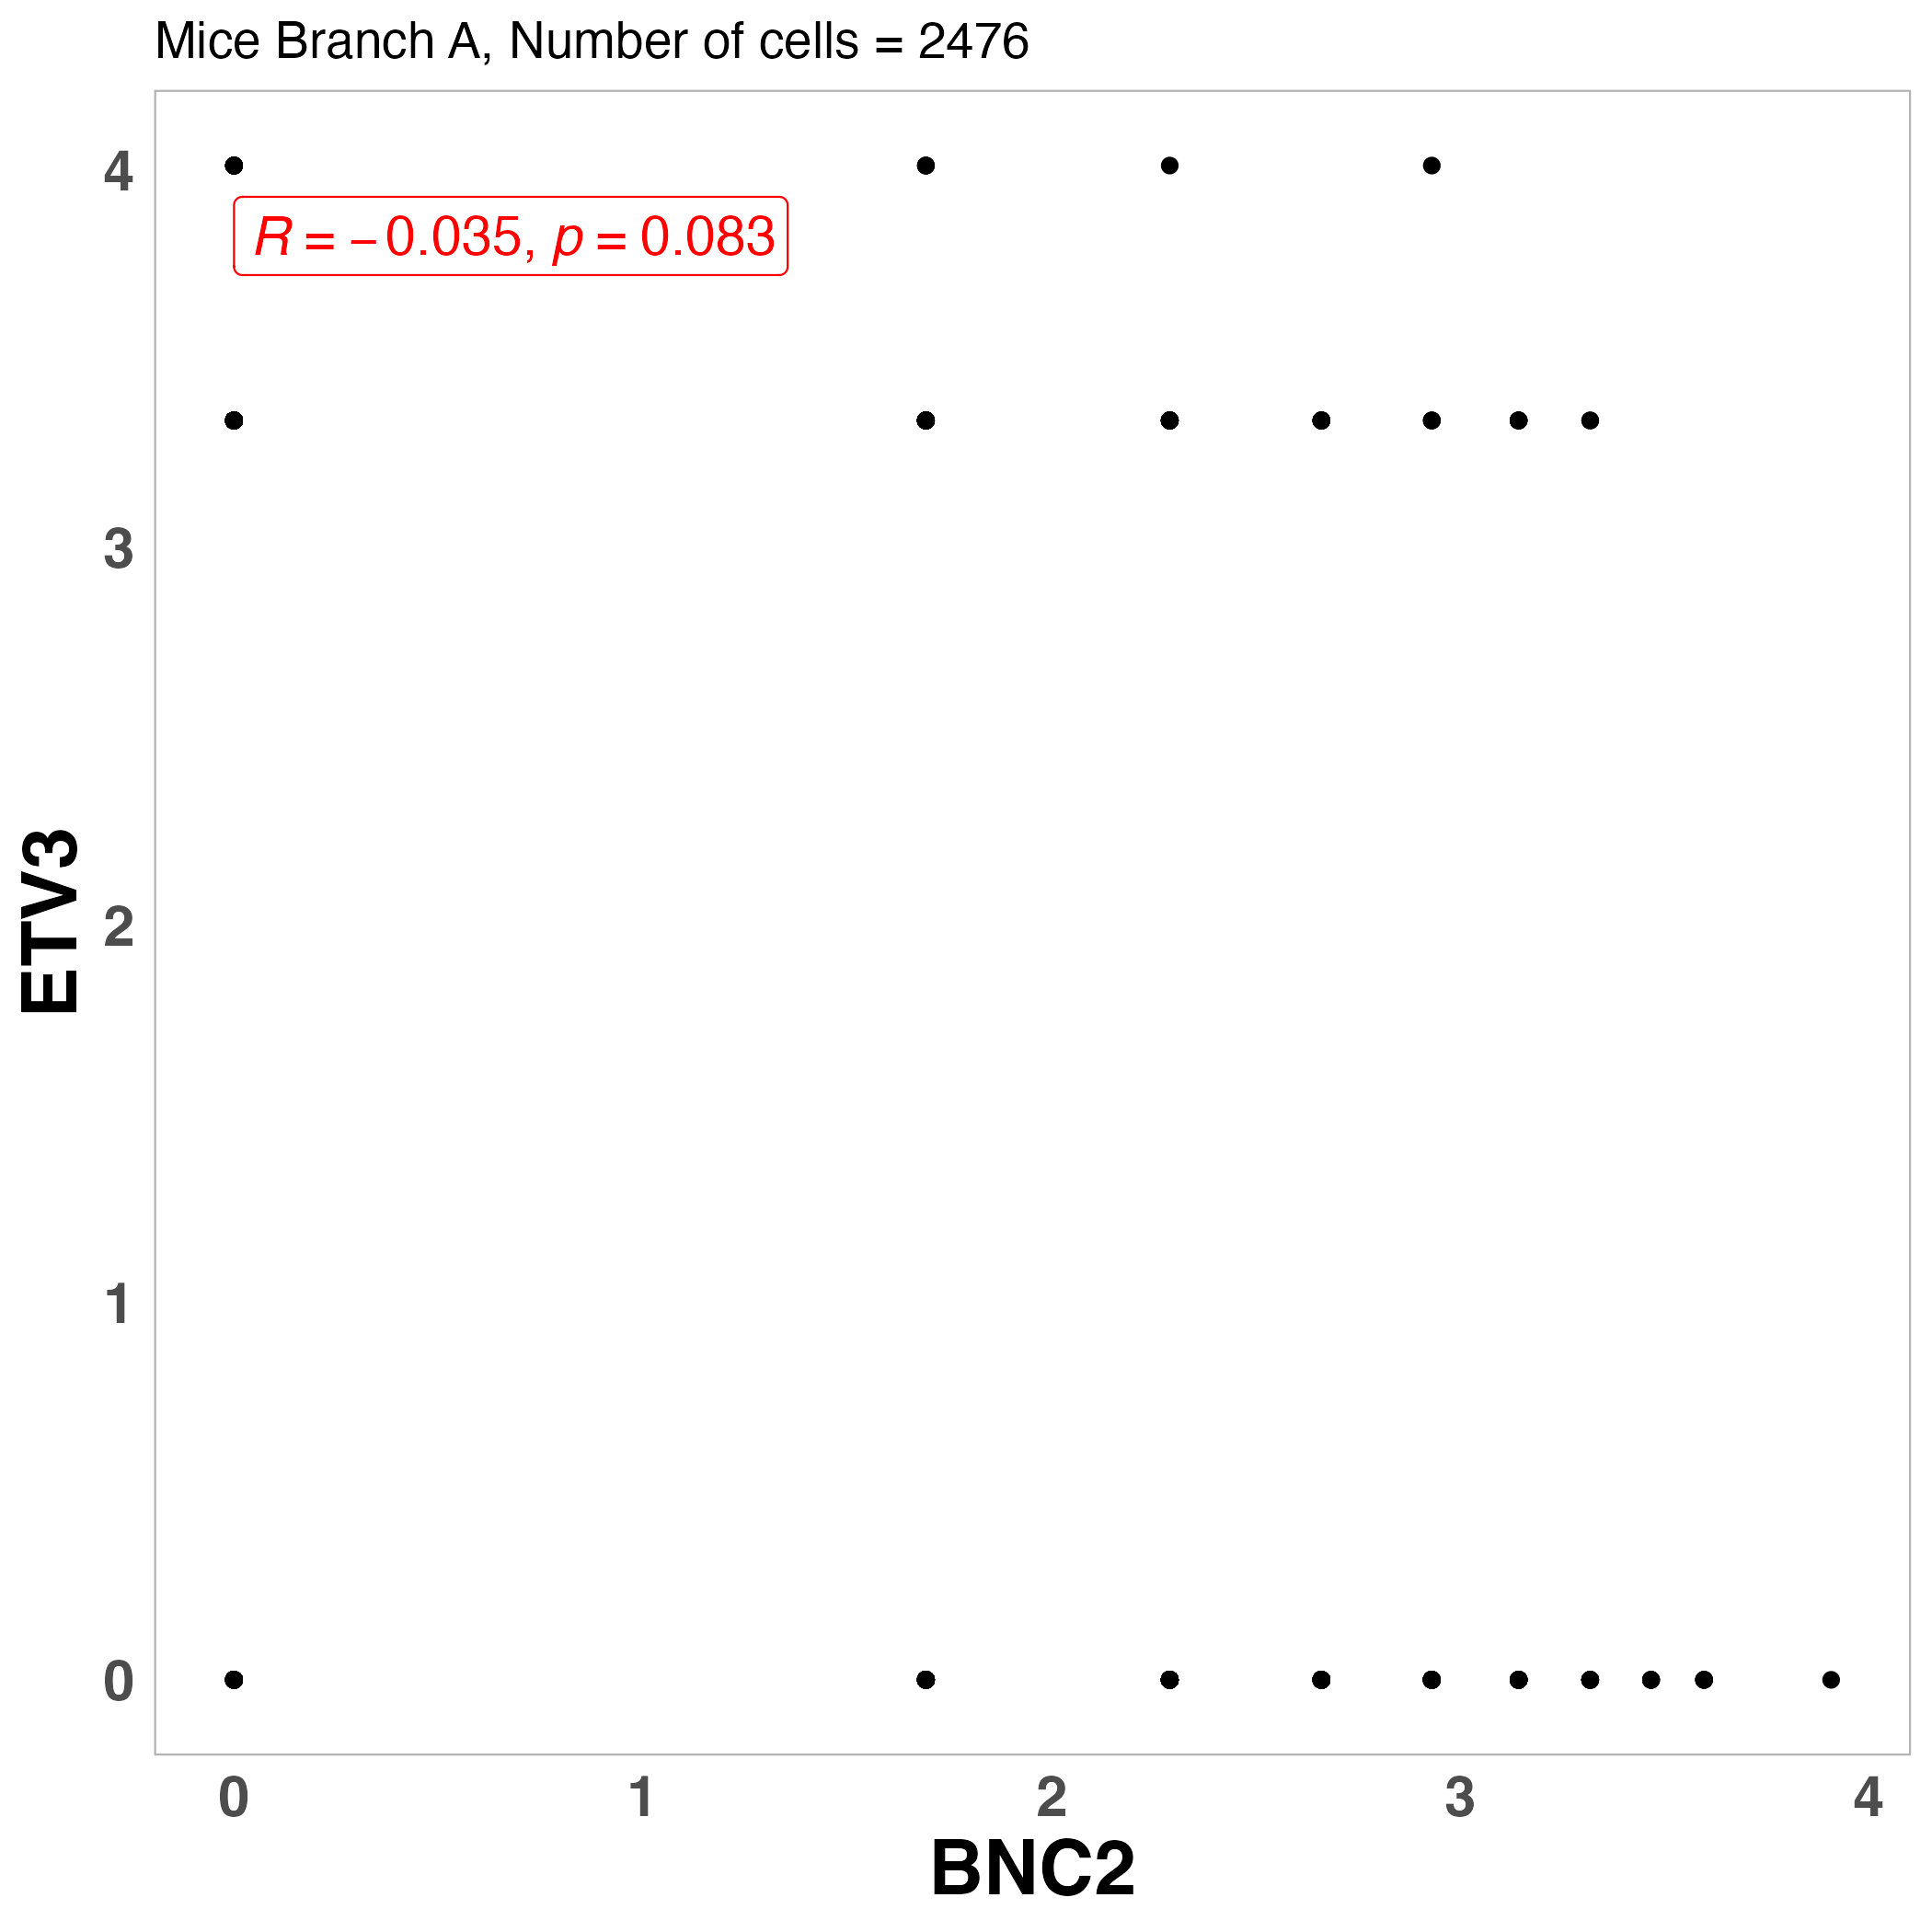 Mice Branch A, Number of cells = 2476
4
R = −0.035, p = 0.083
3
2
1
0
ETV3
0 1 2 3 4
BNC2